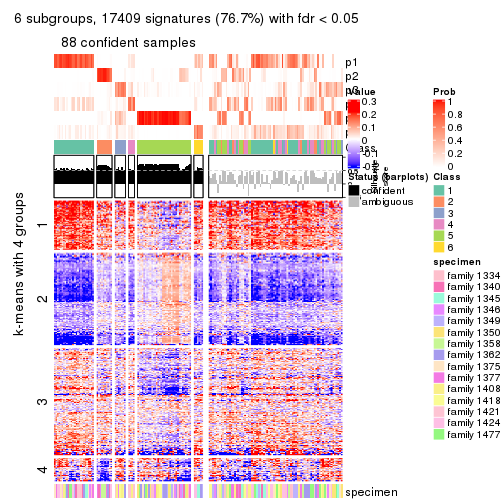 6 subgroups, 17409 signatures (76.7%) with fdr < 0.05
88 confident samples
p1
p2
Value
0.3
0.2
0.1
0
-0.1
Prob
1
0.8
0.6
0.4
0.2
0
Status (barplots)
confident
ambiguous
Class
1
2
3
4
5
6
specimen
family 1334
family 1340
family 1345
family 1346
family 1349
family 1350
family 1358
family 1362
family 1375
family 1377
family 1408
family 1418
family 1421
family 1424
family 1477
k-means with 4 groups
1
2
3
4
specimen